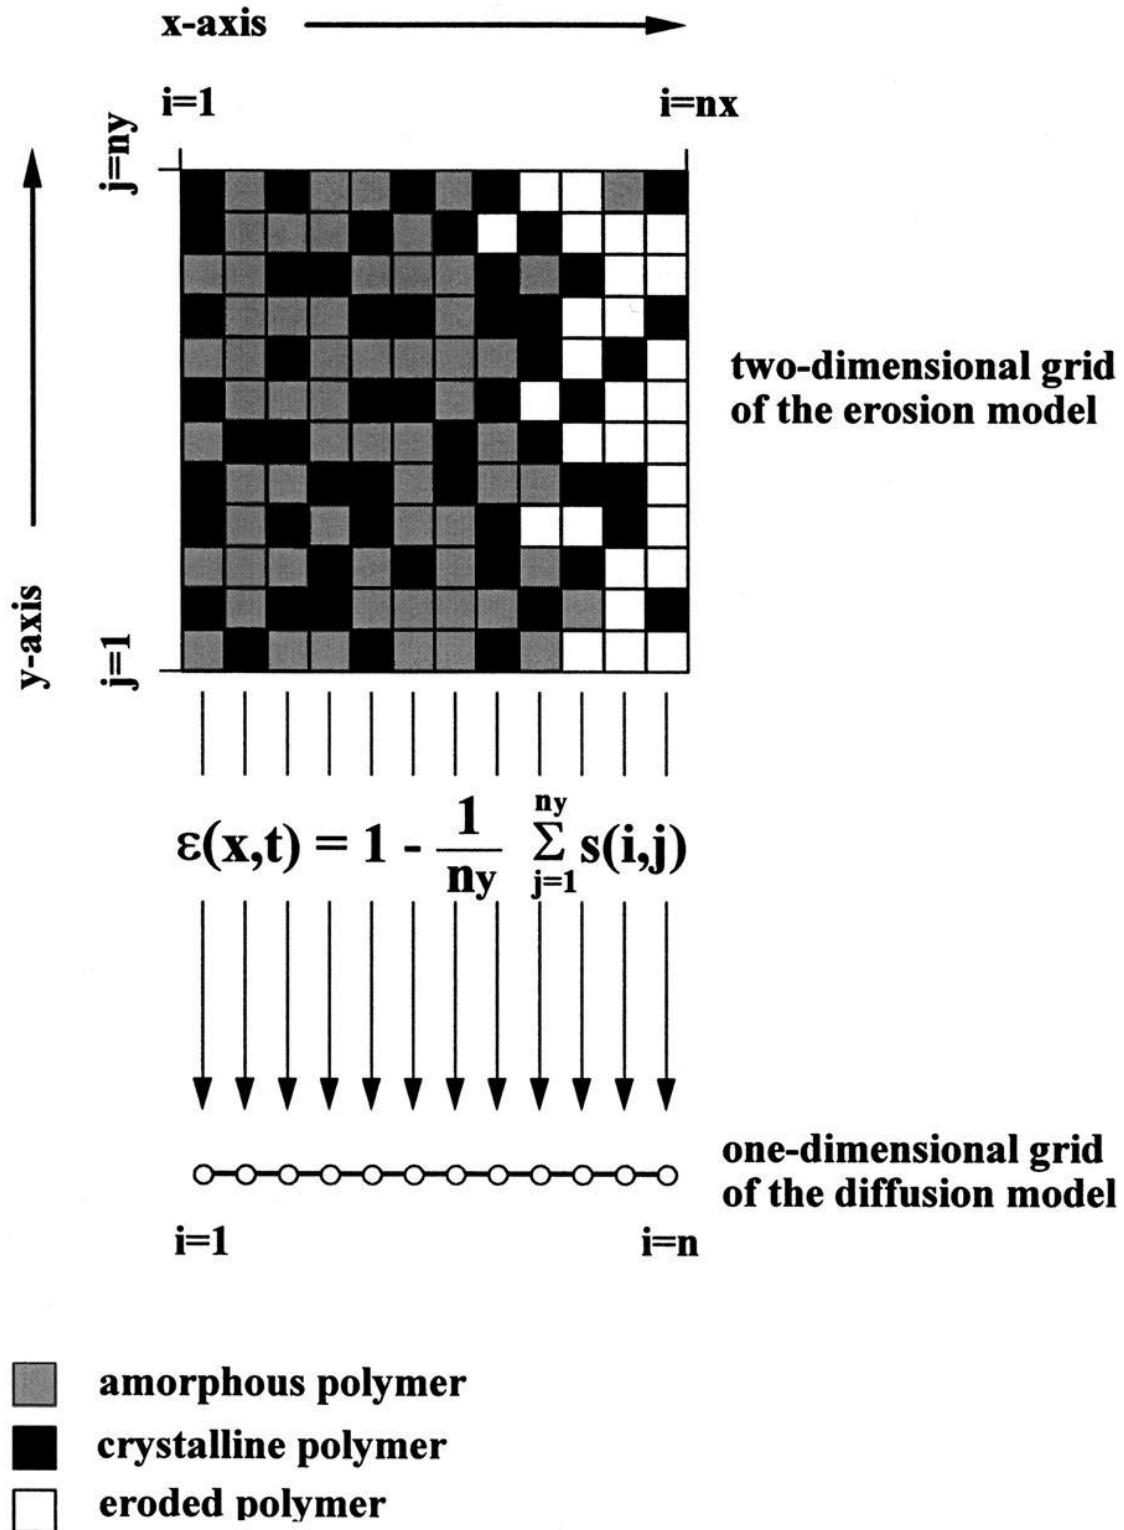 x-axis
i=1
i=nx
j=ny
y-axis
j=1
two-dimensional grid
of the erosion model
ε(x,t) = 1 - 1/ny ny Σ j=1 s(i,j)
one-dimensional grid
of the diffusion model
i=1
i=n
amorphous polymer
crystalline polymer
eroded polymer